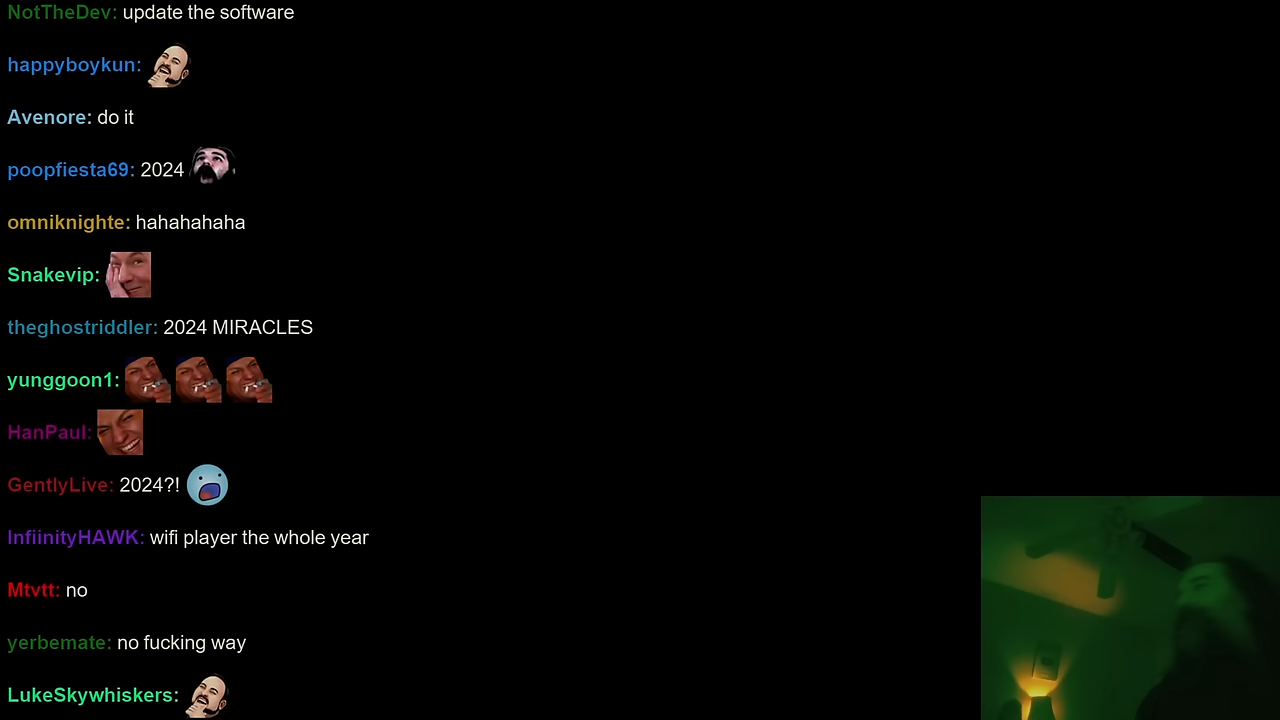 NotTheDev: update the software
happyboykun:
Avenore: do it
poopfiesta69: 2024
omniknighte: hahahahaha
Snakevip:
theghostriddler: 2024 MIRACLES
yunggoon1:
HanPaul:
GentlyLive: 2024?!
InfiinityHAWK: wifi player the whole year
Mtvtt: no
yerbemate: no fucking way
LukeSkywhiskers: